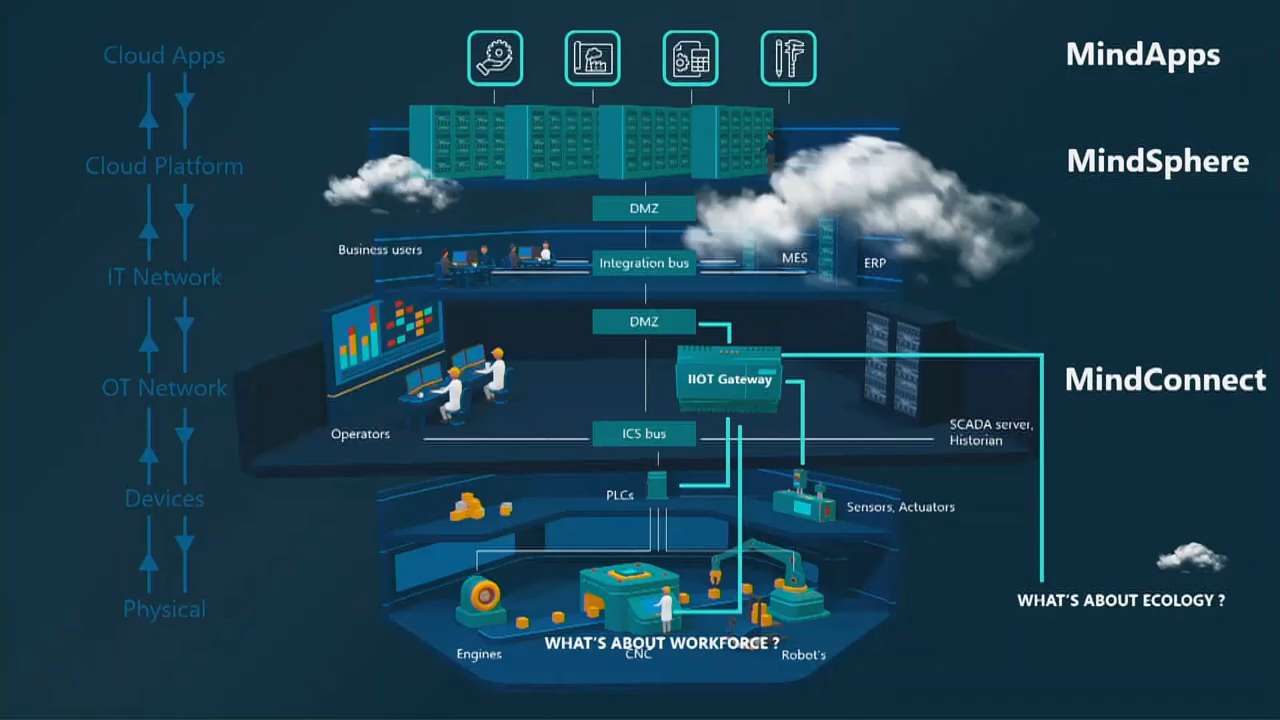 Cloud Apps
MindApps
Cloud Platform
MindSphere
DMZ
Business users
Integration bus
MES
ERP
IT Network
DMZ
IIOT Gateway
MindConnect
OT Network
Operators
ICS bus
SCADA server,
Historian
Devices
PLCs
Sensors, Actuators
Physical
WHAT'S ABOUT ECOLOGY ?
WHAT'S ABOUT WORKFORCE ?
Engines
CNC
Robot's